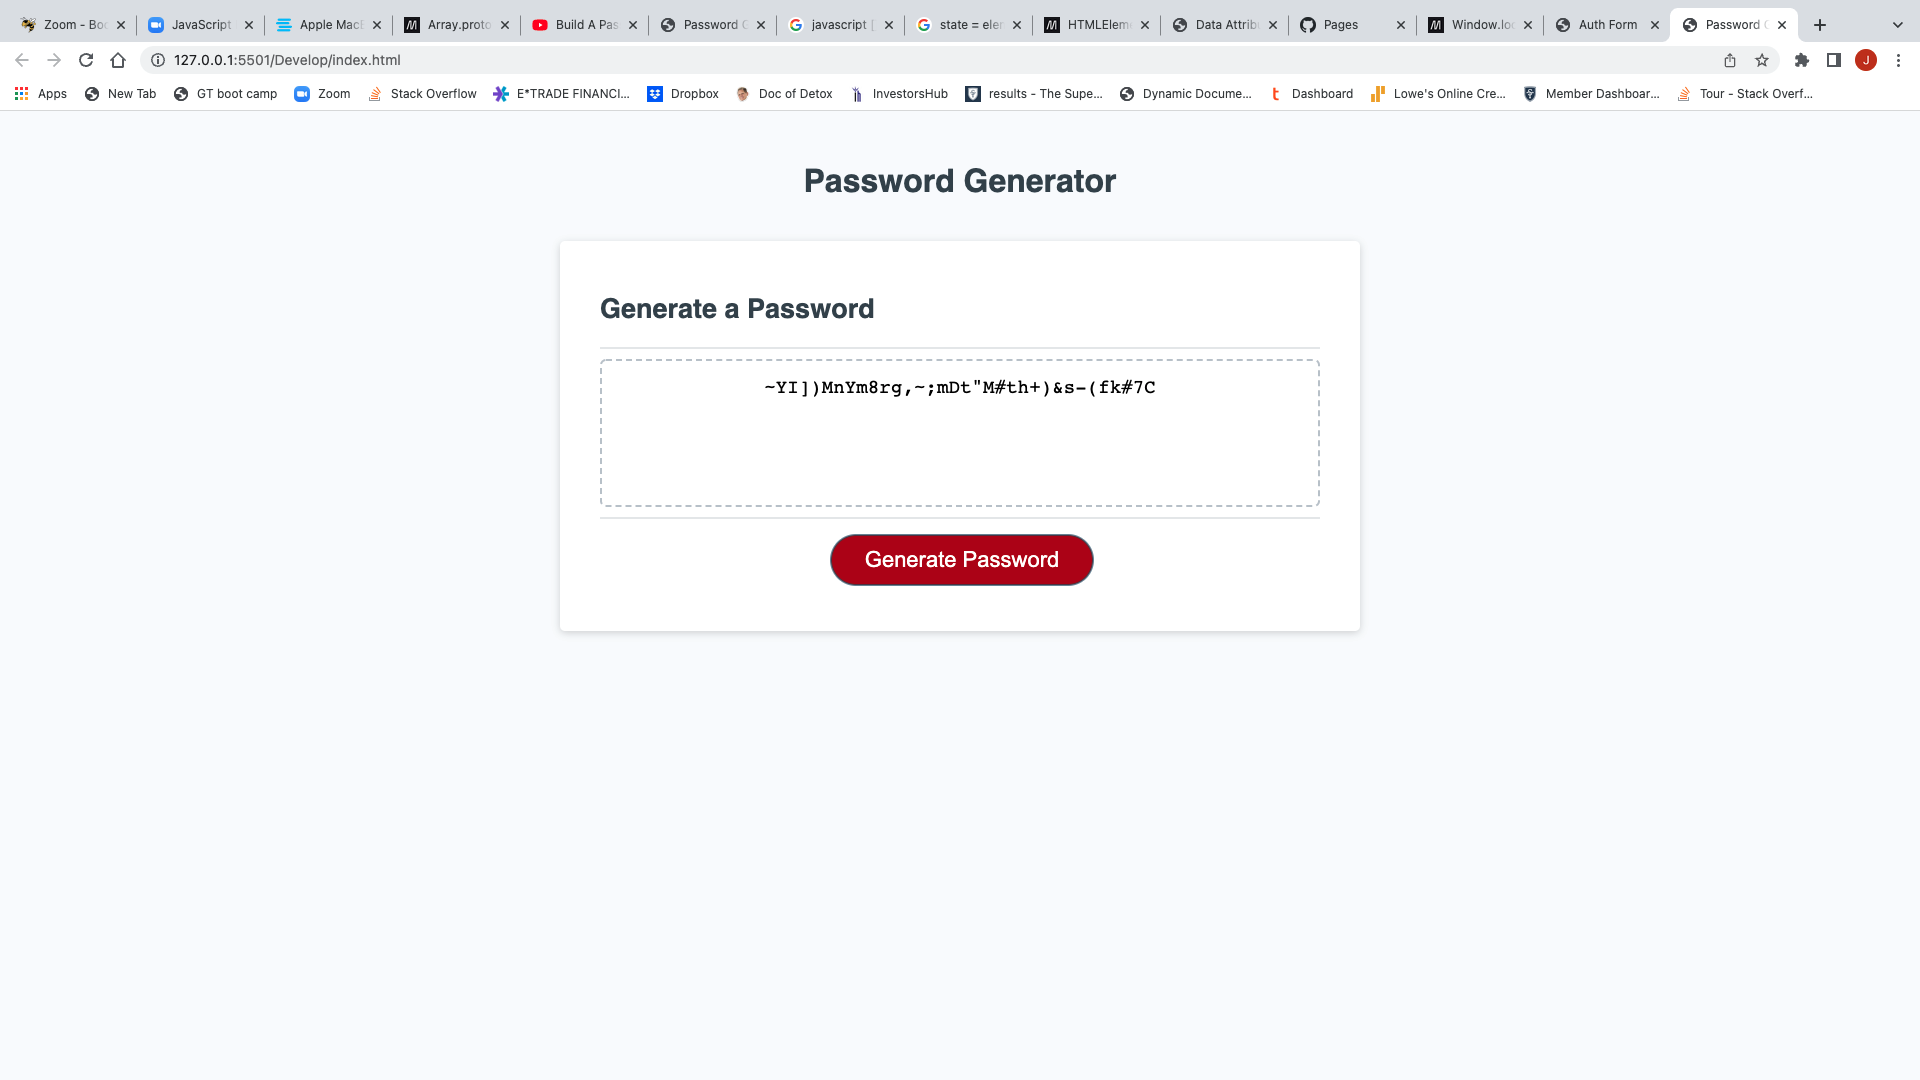 Zoom - Boo JavaScript Apple Mac Array.proto Build A Pas Password G javascript [ state = eler HTMLElem Data Attrib Pages Window.loc Auth Form Password G
127.0.0.1:5501/Develop/index.html J
Apps New Tab GT boot camp Zoom Stack Overflow E*TRADE FINANCI... Dropbox Doc of Detox InvestorsHub results - The Supe... Dynamic Docume... Dashboard Lowe's Online Cre... Member Dashboar... Tour - Stack Overf...
Password Generator
Generate a Password
~YI])MnYm8rg,~;mDt"M#th+)&s-(fk#7C
Generate Password